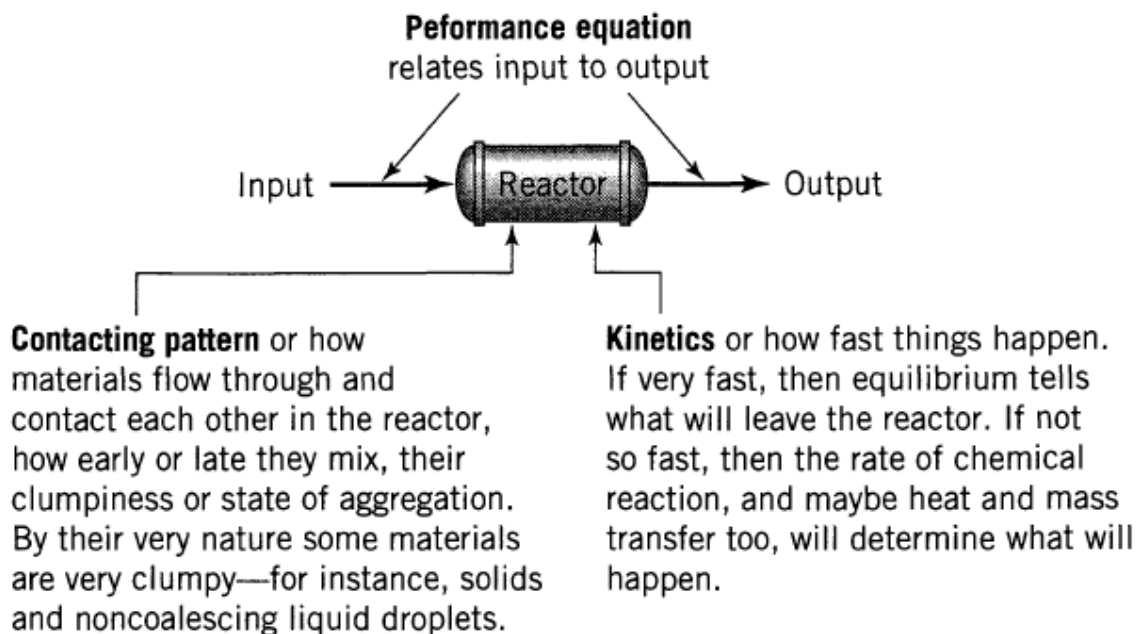 Peformance equation
relates input to output
Input
Reactor
Output
Contacting pattern or how
materials flow through and
contact each other in the reactor,
how early or late they mix, their
clumpiness or state of aggregation.
By their very nature some materials
are very clumpy—for instance, solids
and noncoalescing liquid droplets.
Kinetics or how fast things happen.
If very fast, then equilibrium tells
what will leave the reactor. If not
so fast, then the rate of chemical
reaction, and maybe heat and mass
transfer too, will determine what will
happen.